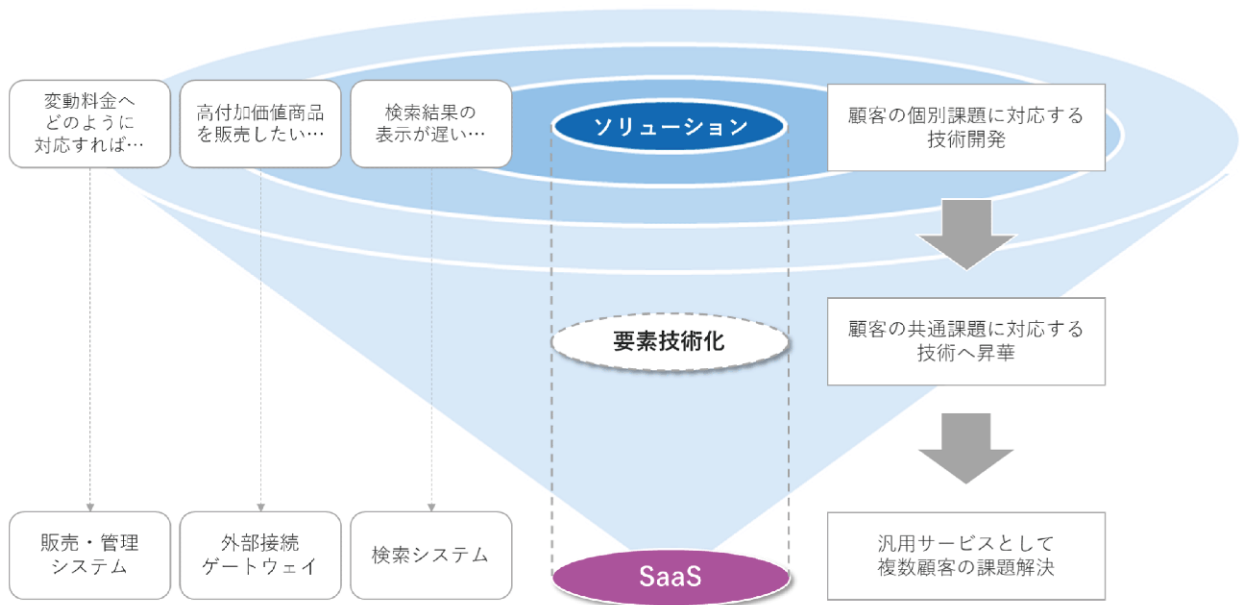 変動料金へ
どのように
対応すれば…
高付加価値商品
を販売したい…
検索結果の
表示が遅い…
ソリューション
顧客の個別課題に対応する
技術開発
要素技術化
顧客の共通課題に対応する
技術へ昇華
販売・管理
システム
外部接続
ゲートウェイ
検索システム
SaaS
汎用サービスとして
複数顧客の課題解決